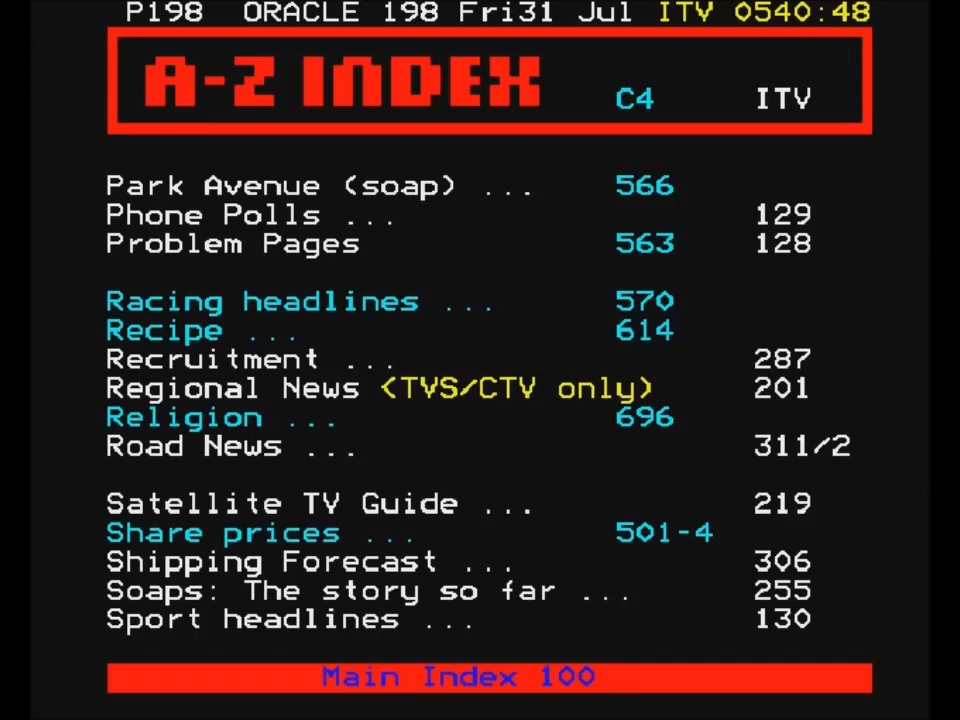 P198 ORACLE 198 Fri31 Jul ITV 0540:48
A-Z INDEX C4 ITV
Park Avenue (soap) ... 566
Phone Polls ... 129
Problem Pages 563 128
Racing headlines ... 570
Recipe ... 614
Recruitment ... 287
Regional News <TVS/CTV only) 201
Religion ... 696
Road News ... 311/2
Satellite TV Guide ... 219
Share prices ... 501-4
Shipping Forecast ... 306
Soaps: The story so far ... 255
Sport headlines ... 130
Main Index 100